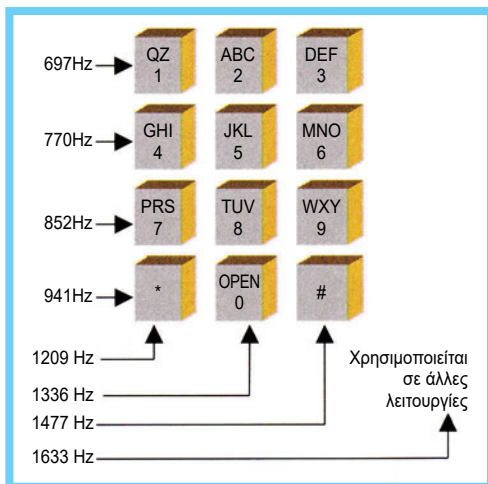 697Hz QZ ABC DEF
1 2 3
770Hz GHI JKL MNO
4 5 6
852Hz PRS TUV WXY
7 8 9
941Hz * OPEN #
0
1209 Hz
1336 Hz
1477 Hz
1633 Hz
Χρησιμοποιείται
σε άλλες
λειτουργίες